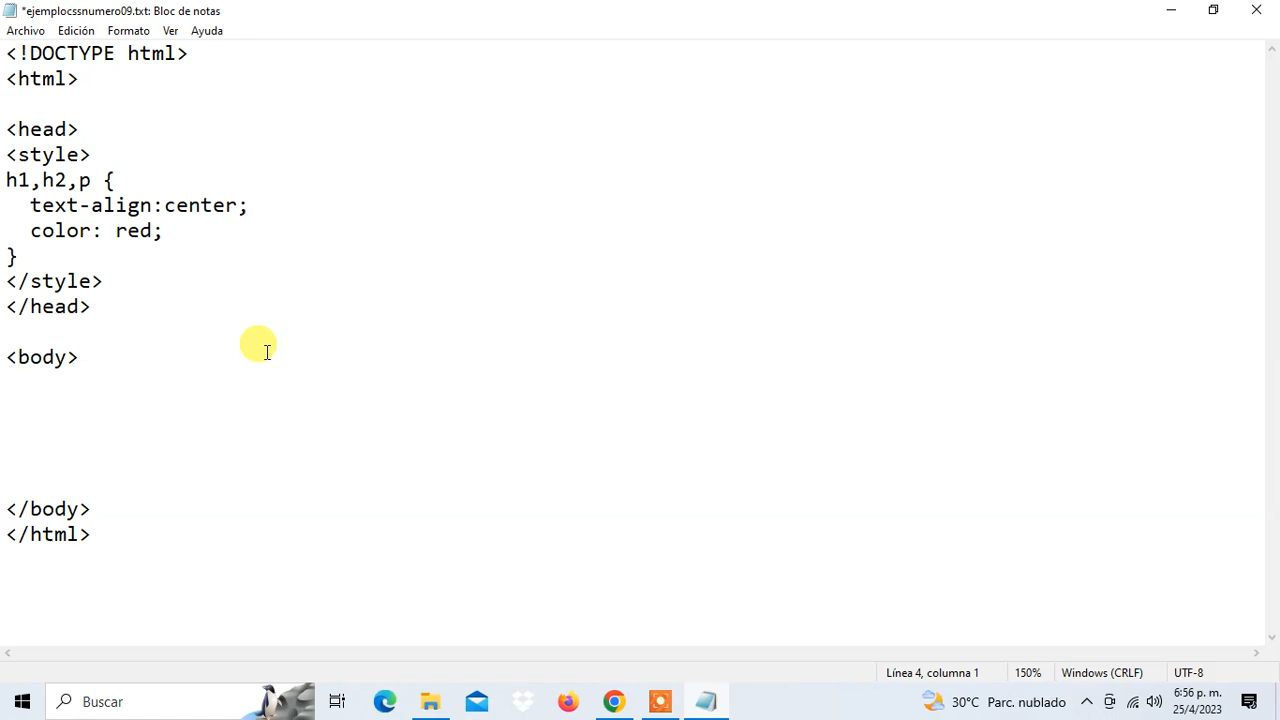 *ejemplocssnumero09.txt: Bloc de notas
Archivo Edición Formato Ver Ayuda
<!DOCTYPE html>
<html>
<head>
<style>
h1,h2,p {
text-align:center;
color: red;
}
</style>
</head>
<body>
</body>
</html>
Línea 4, columna 1 150% Windows (CRLF) UTF-8
Buscar 30°C Parc. nublado 6:56 p. m.
25/4/2023